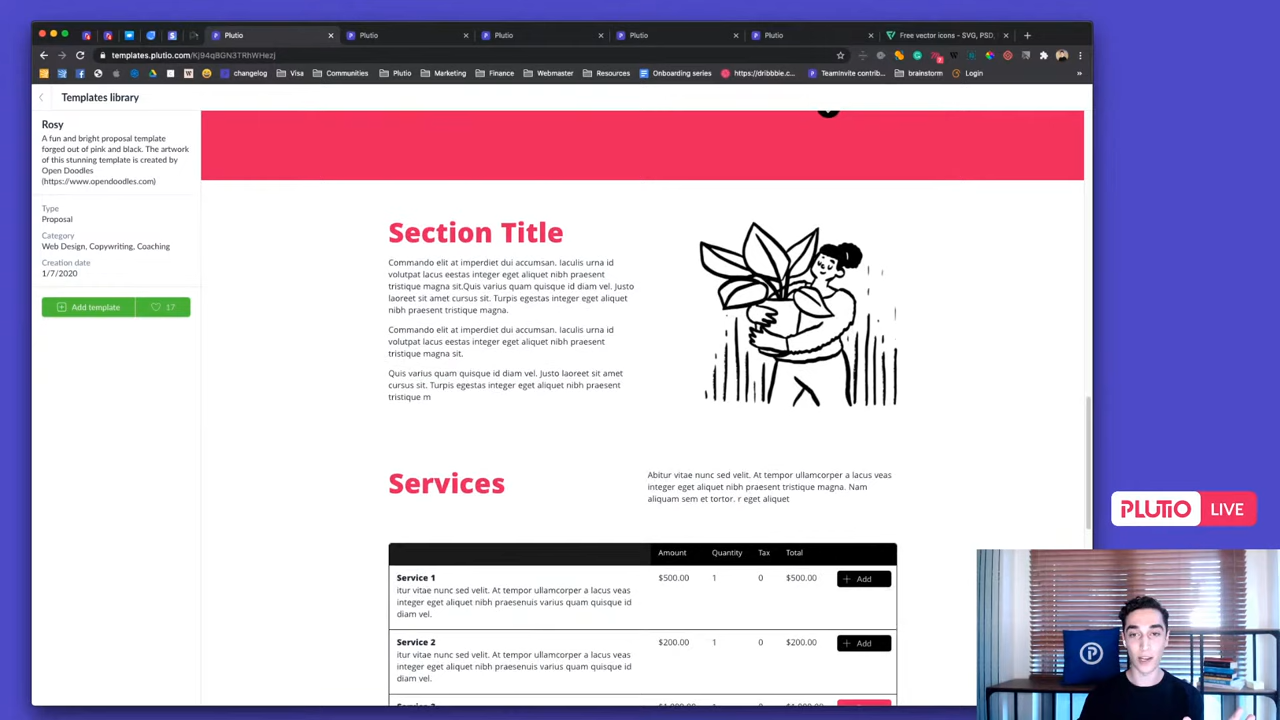 Plutio
Plutio
Plutio
Plutio
Plutio
Free vector icons - SVG, PSD,
templates.plutio.com/Kj94q8GN3TRhWHezj
changelog
Visa
Communities
Plutio
Marketing
Finance
Webmaster
Resources
Onboarding series
https://dribbble.c...
TeamInvite contrib...
brainstorm
Login
Templates library
Rosy
A fun and bright proposal template
forged out of pink and black. The artwork
of this stunning template is created by
Open Doodles
(https://www.opendoodles.com)
Type
Proposal
Category
Web Design, Copywriting, Coaching
Creation date
1/7/2020
Add template
17
Section Title
Commando elit at imperdiet dui accumsan. Iaculis urna id
volutpat lacus eestas integer eget aliquet nibh praesent
tristique magna sit.Quis varius quam quisque id diam vel. Justo
laoreet sit amet cursus sit. Turpis egestas integer eget aliquet
nibh praesent tristique magna.
Commando elit at imperdiet dui accumsan. Iaculis urna id
volutpat lacus eestas integer eget aliquet nibh praesent
tristique magna sit.
Quis varius quam quisque id diam vel. Justo laoreet sit amet
cursus sit. Turpis egestas integer eget aliquet nibh praesent
tristique m
Services
Abitur vitae nunc sed velit. At tempor ullamcorper a lacus veas
integer eget aliquet nibh praesent tristique magna. Nam
aliquam sem et tortor. r eget aliquet
Amount Quantity Tax Total
Service 1 $500.00 1 0 $500.00 Add
itur vitae nunc sed velit. At tempor ullamcorper a lacus veas
integer eget aliquet nibh praesenuis varius quam quisque id
diam vel.
Service 2 $200.00 1 0 $200.00 Add
itur vitae nunc sed velit. At tempor ullamcorper a lacus veas
integer eget aliquet nibh praesenuis varius quam quisque id
diam vel.
PLUTIO LIVE